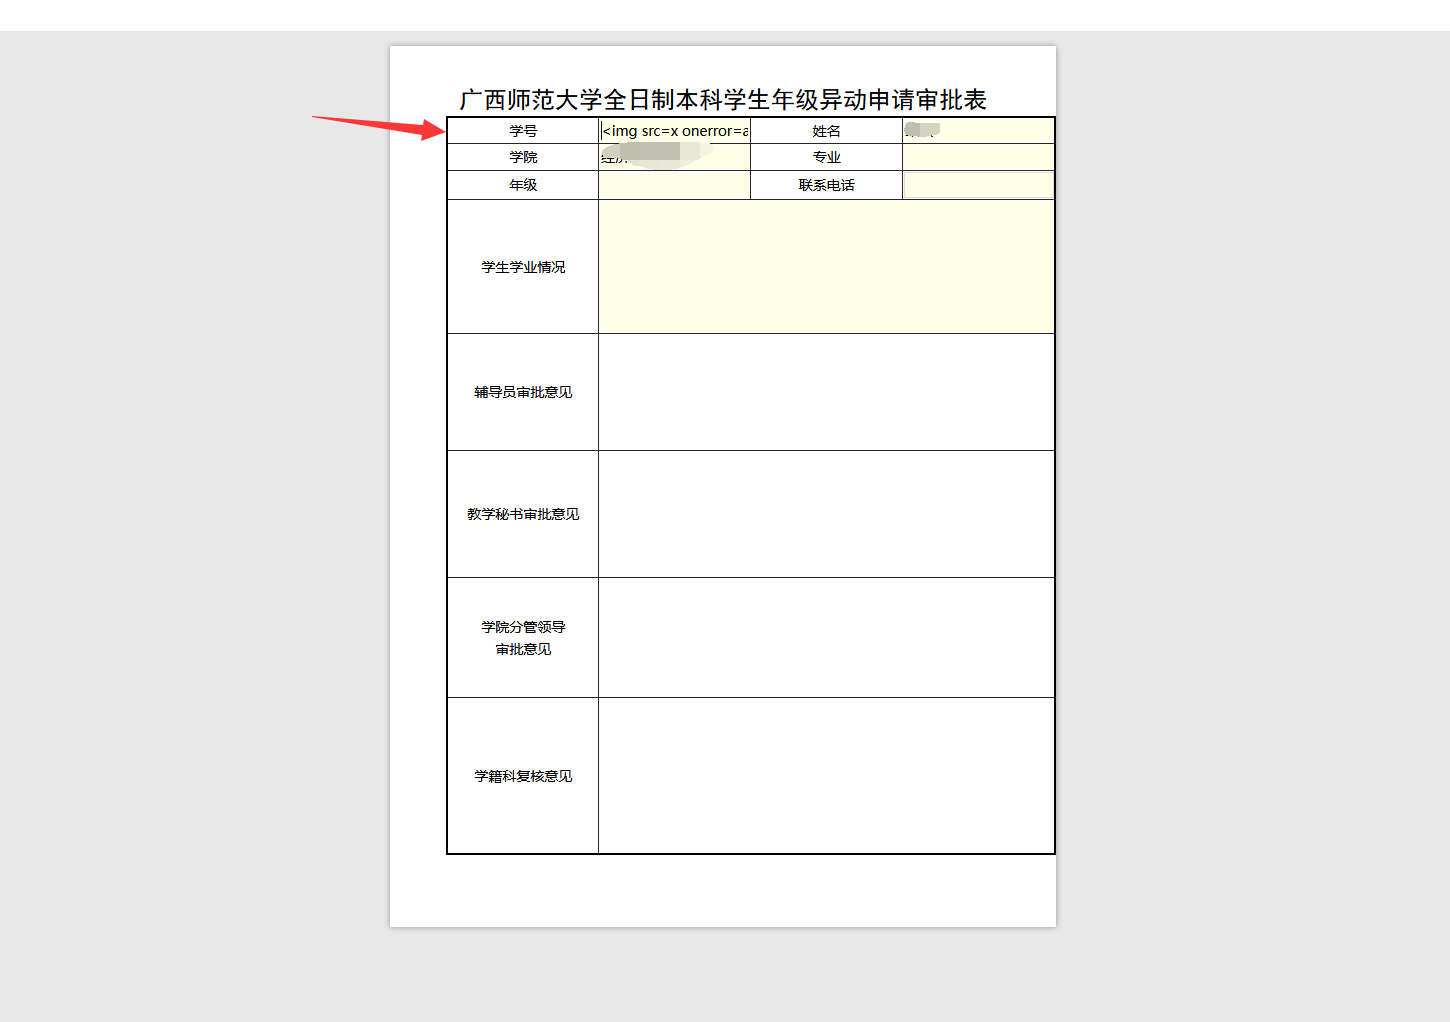 广西师范大学全日制本科学生年级异动申请审批表
学号 <img src=x onerror=a 姓名
学院 经济 专业
年级 联系电话
学生学业情况
辅导员审批意见
教学秘书审批意见
学院分管领导
审批意见
学籍科复核意见